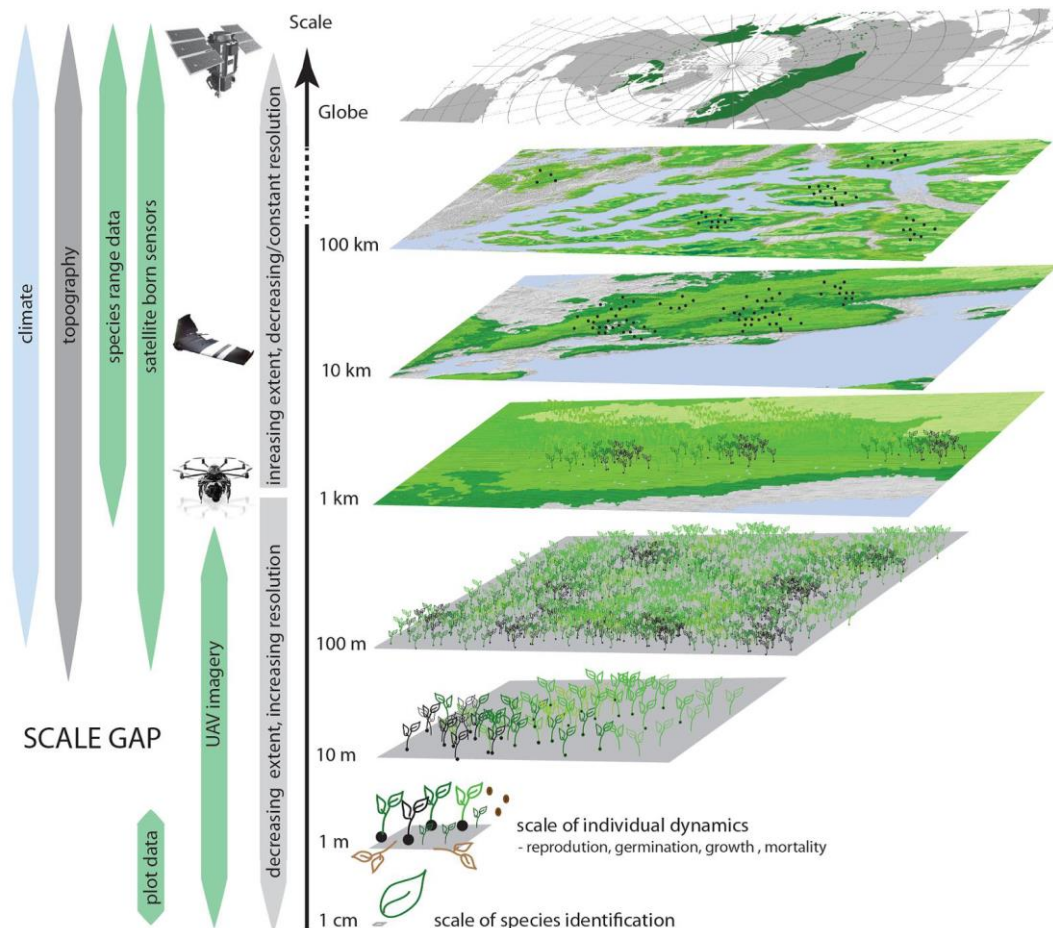 Scale
Globe
100 km
10 km
1 km
100 m
10 m
1 m
1 cm
climate
topography
species range data
satellite born sensors
UAV imagery
plot data
inreasing extent, decreasing/constant resolution
decreasing extent, increasing resolution
SCALE GAP
scale of individual dynamics
- reprodution, germination, growth , mortality
scale of species identification